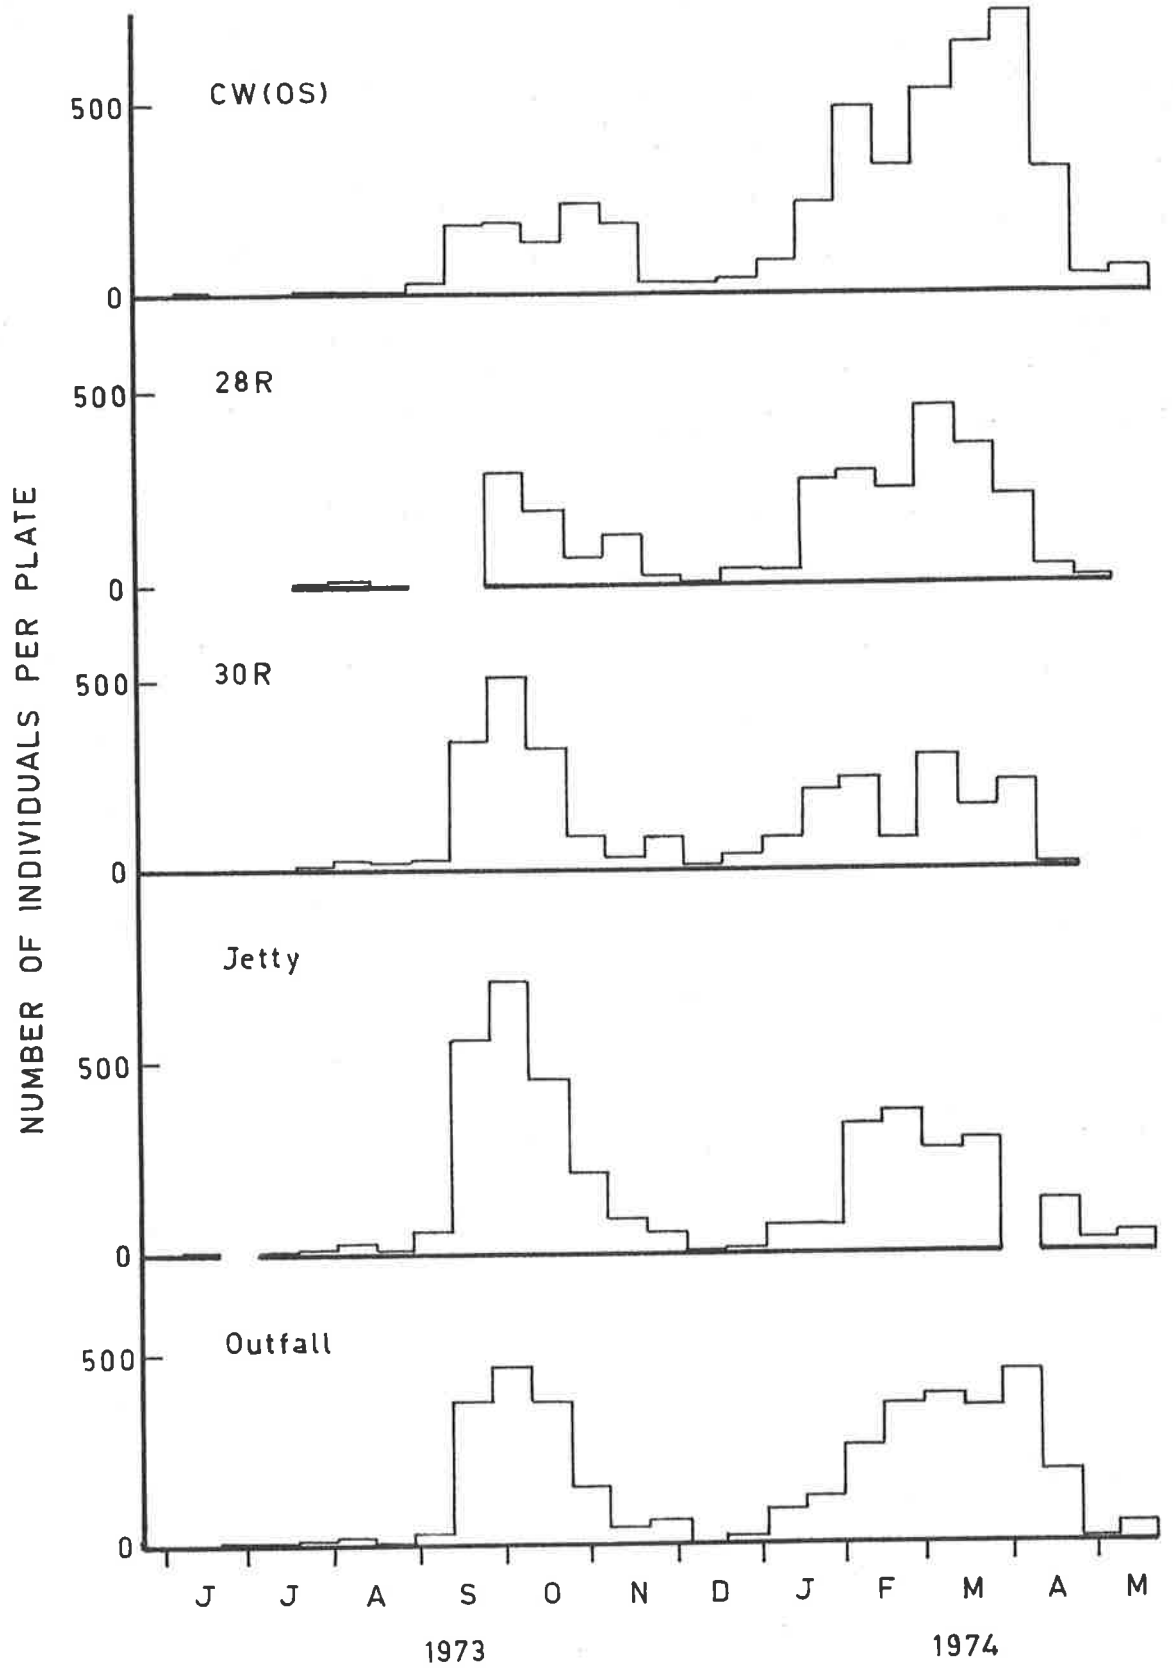 NUMBER OF INDIVIDUALS PER PLATE
CW(OS)
500
0
28R
500
0
30R
500
0
Jetty
500
0
Outfall
500
0
J J A S O N D J F M A M
1973 1974